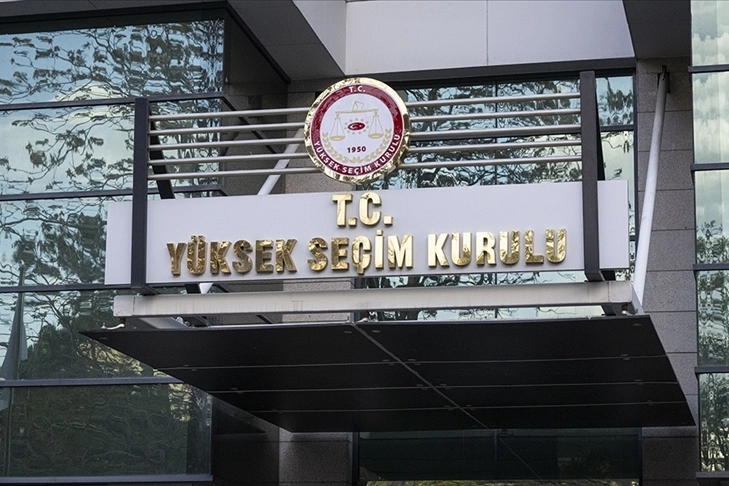 T.C.
1950
YÜKSEK SEÇİM KURULU
T.C.
YÜKSEK SEÇİM KURULU